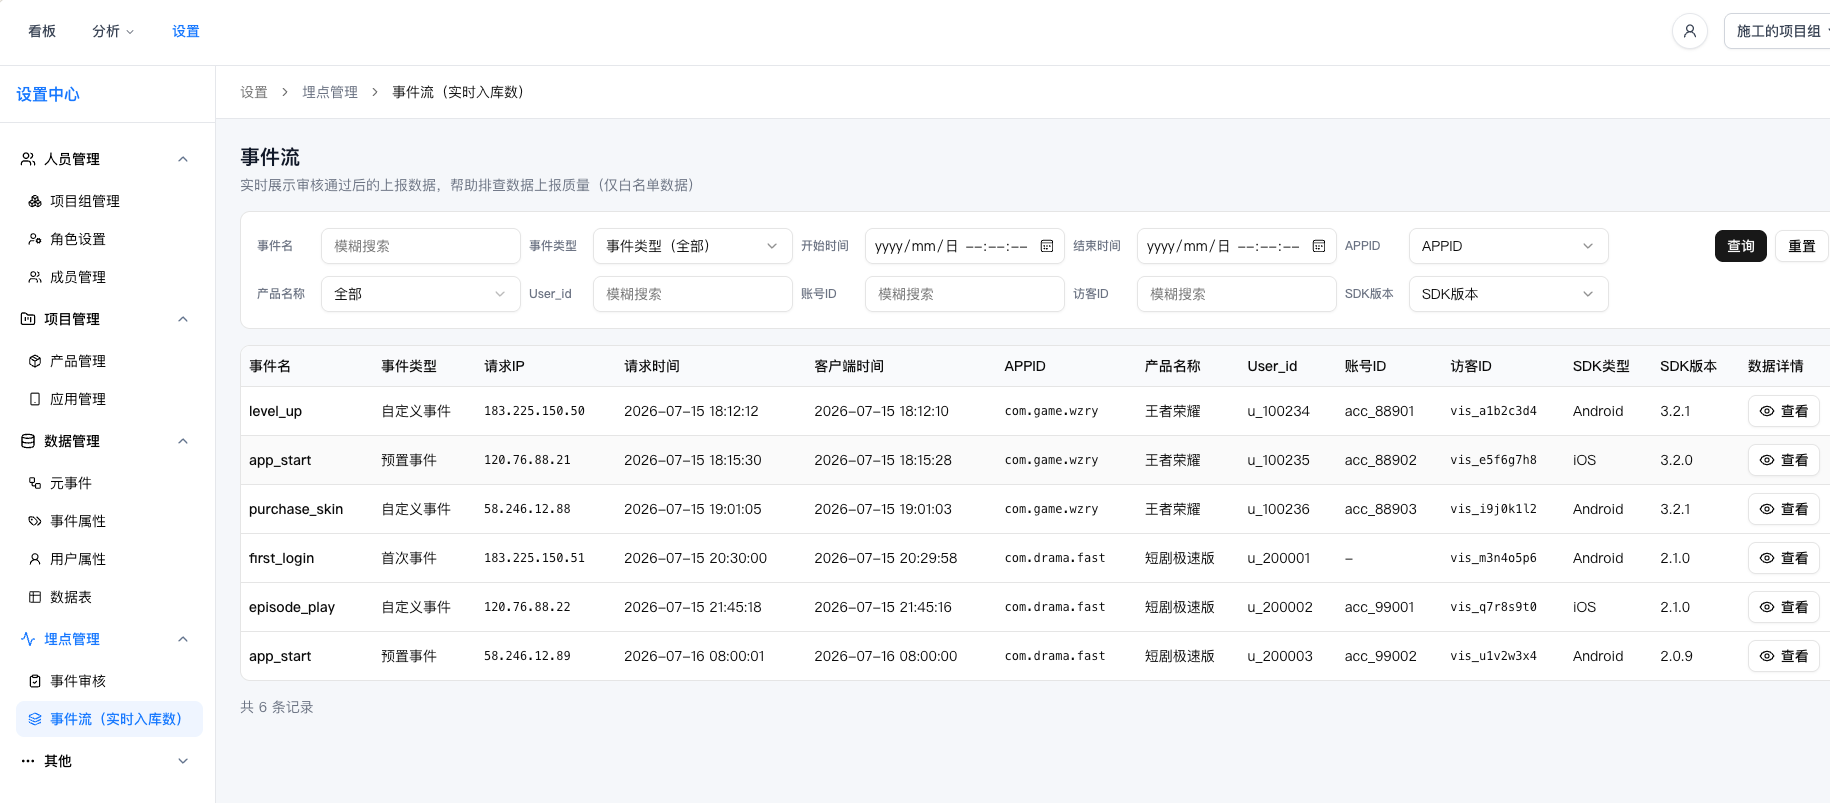 看板 分析 设置 施工的项目组
设置中心
设置 > 埋点管理 > 事件流（实时入库数）
人员管理
项目组管理
角色设置
成员管理
项目管理
产品管理
应用管理
数据管理
元事件
事件属性
用户属性
数据表
埋点管理
事件审核
事件流（实时入库数）
其他
事件流
实时展示审核通过后的上报数据，帮助排查数据上报质量（仅白名单数据）
事件名 模糊搜索 事件类型 事件类型（全部） 开始时间 yyyy/mm/日 --:--:-- 结束时间 yyyy/mm/日 --:--:-- APPID APPID 查询 重置
产品名称 全部 User_id 模糊搜索 账号ID 模糊搜索 访客ID 模糊搜索 SDK版本 SDK版本
事件名 事件类型 请求IP 请求时间 客户端时间 APPID 产品名称 User_id 账号ID 访客ID SDK类型 SDK版本 数据详情
level_up 自定义事件 183.225.150.50 2026-07-15 18:12:12 2026-07-15 18:12:10 com.game.wzry 王者荣耀 u_100234 acc_88901 vis_a1b2c3d4 Android 3.2.1 查看
app_start 预置事件 120.76.88.21 2026-07-15 18:15:30 2026-07-15 18:15:28 com.game.wzry 王者荣耀 u_100235 acc_88902 vis_e5f6g7h8 iOS 3.2.0 查看
purchase_skin 自定义事件 58.246.12.88 2026-07-15 19:01:05 2026-07-15 19:01:03 com.game.wzry 王者荣耀 u_100236 acc_88903 vis_i9j0k1l2 Android 3.2.1 查看
first_login 首次事件 183.225.150.51 2026-07-15 20:30:00 2026-07-15 20:29:58 com.drama.fast 短剧极速版 u_200001 - vis_m3n4o5p6 Android 2.1.0 查看
episode_play 自定义事件 120.76.88.22 2026-07-15 21:45:18 2026-07-15 21:45:16 com.drama.fast 短剧极速版 u_200002 acc_99001 vis_q7r8s9t0 iOS 2.1.0 查看
app_start 预置事件 58.246.12.89 2026-07-16 08:00:01 2026-07-16 08:00:00 com.drama.fast 短剧极速版 u_200003 acc_99002 vis_u1v2w3x4 Android 2.0.9 查看
共 6 条记录